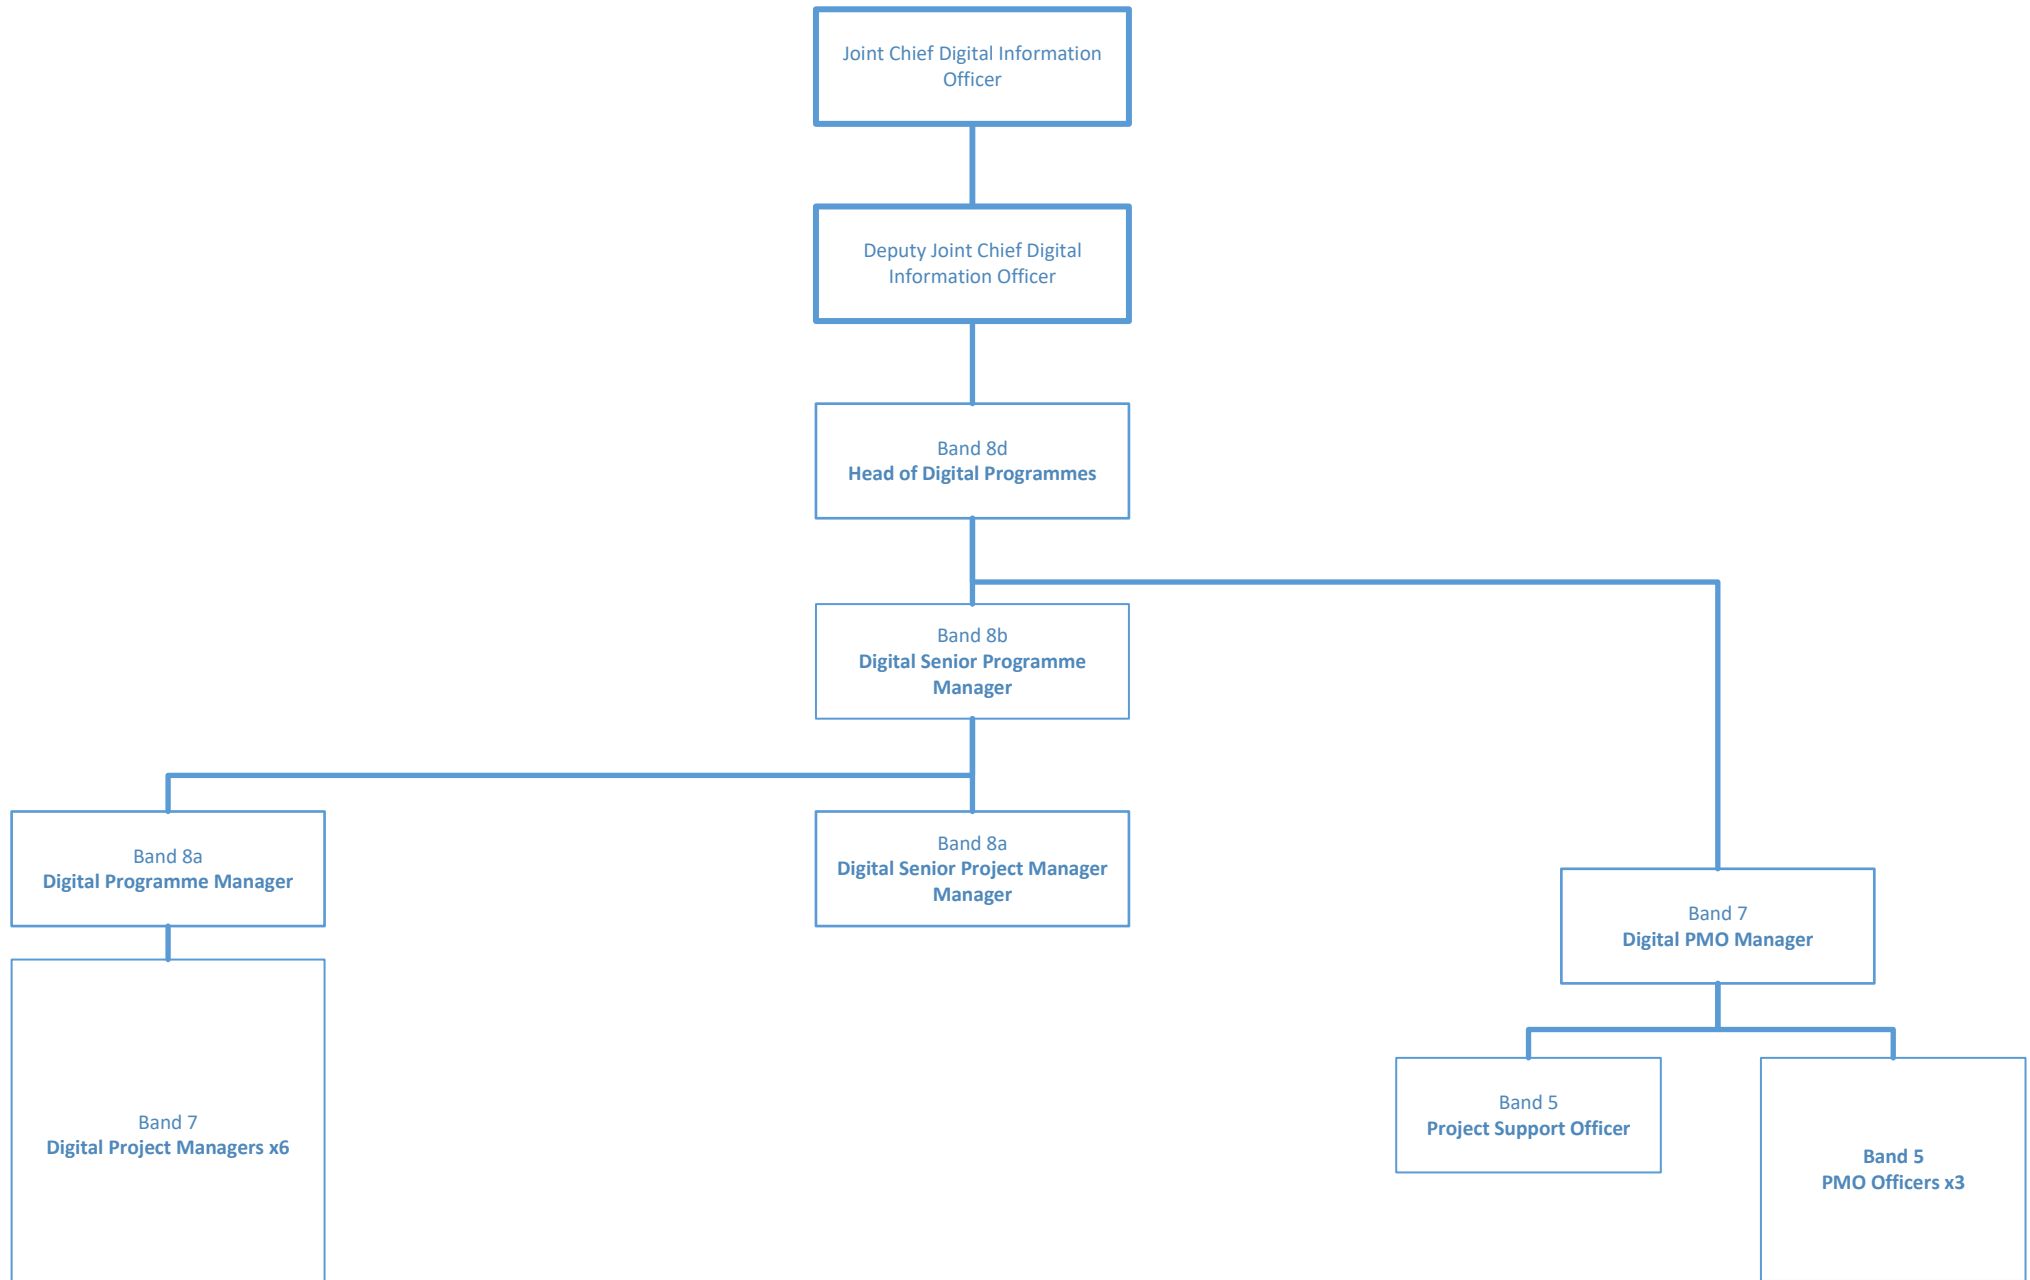 Joint Chief Digital Information
Officer
Deputy Joint Chief Digital
Information Officer
Band 8d
Head of Digital Programmes
Band 8b
Digital Senior Programme
Manager
Band 8a
Digital Programme Manager
Band 8a
Digital Senior Project Manager
Manager
Band 7
Digital PMO Manager
Band 7
Digital Project Managers x6
Band 5
Project Support Officer
Band 5
PMO Officers x3